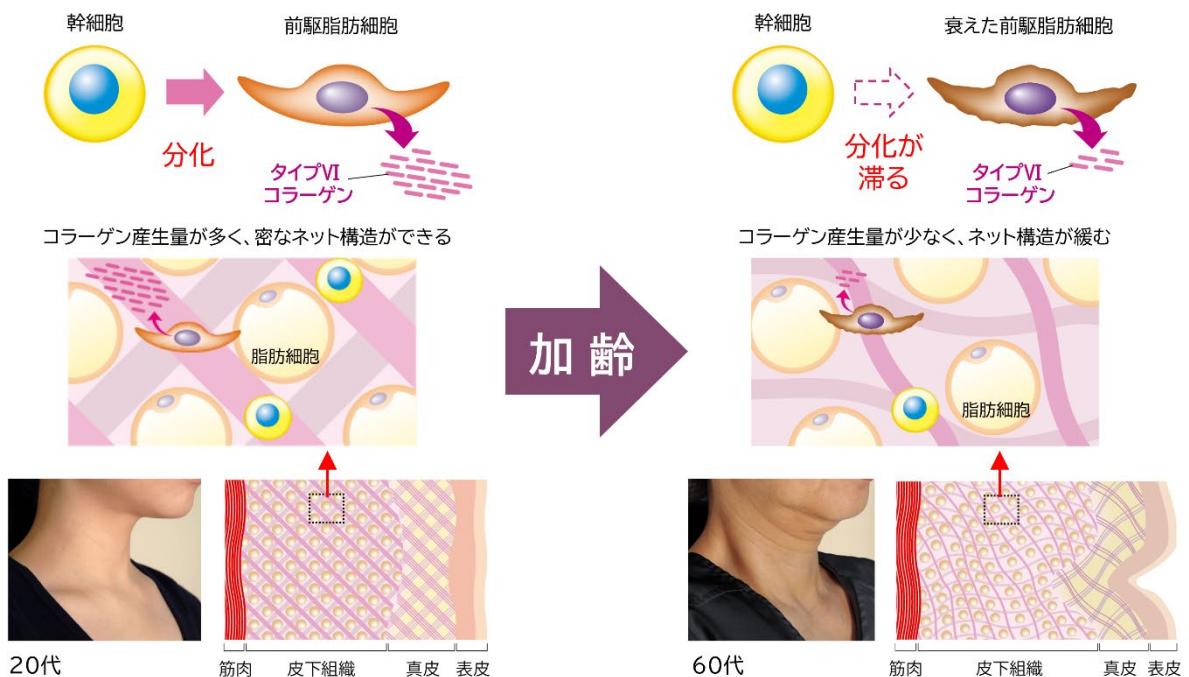 幹細胞
前駆脂肪細胞
分化
タイプⅥ
コラーゲン
コラーゲン産生量が多く、密なネット構造ができる
脂肪細胞
20代
筋肉
皮下組織
真皮
表皮
加齢
幹細胞
衰えた前駆脂肪細胞
分化が
滞る
タイプⅥ
コラーゲン
コラーゲン産生量が少なく、ネット構造が緩む
脂肪細胞
60代
筋肉
皮下組織
真皮
表皮